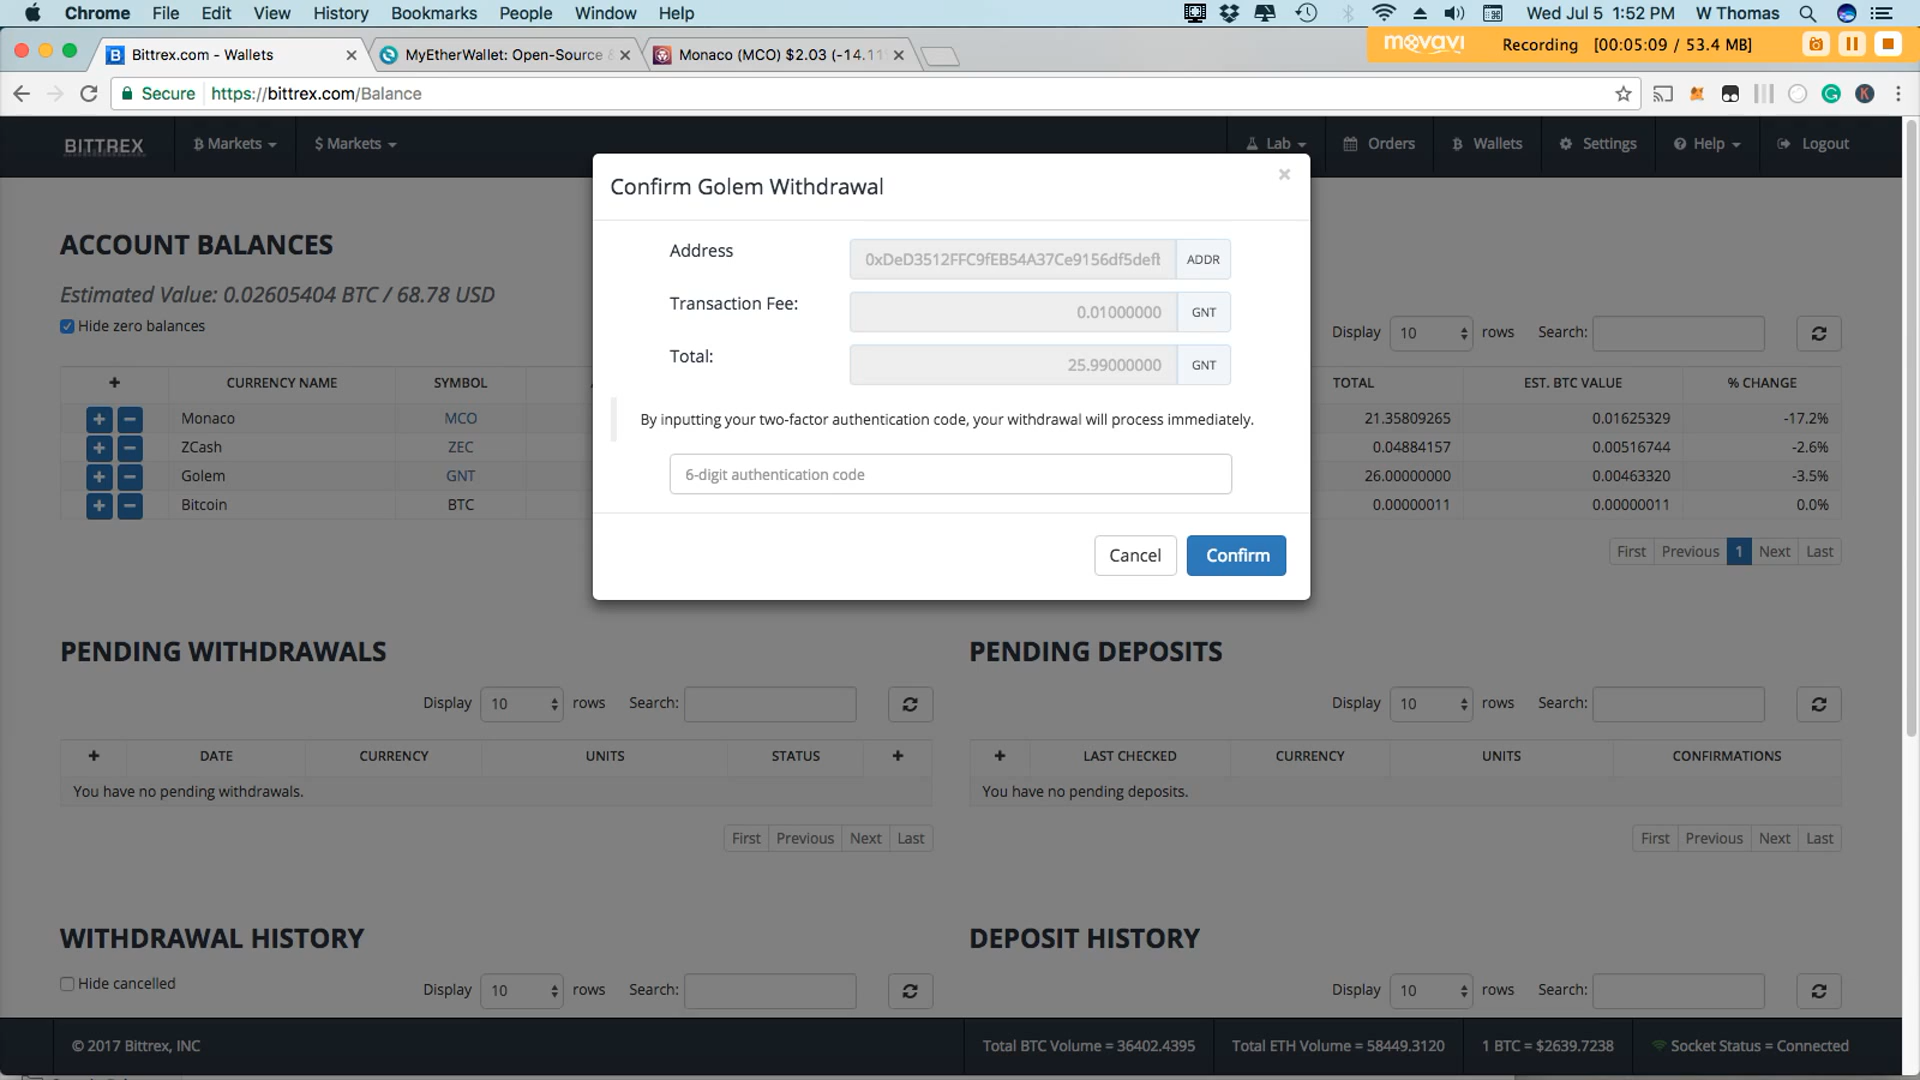 Chrome File Edit View History Bookmarks People Window Help Wed Jul 5 1:52 PM W Thomas
Bittrex.com - Wallets MyEtherWallet: Open-Source Monaco (MCO) $2.03 (-14.11
movavi Recording [00:05:09 / 53.4 MB]
Secure https://bittrex.com/Balance
BITTREX Markets $ Markets Lab Orders Wallets Settings Help Logout
Confirm Golem Withdrawal ×
Address 0xDeD3512FFC9fEB54A37Ce9156df5deft ADDR
Transaction Fee: 0.01000000 GNT
Total: 25.99000000 GNT
By inputting your two-factor authentication code, your withdrawal will process immediately.
6-digit authentication code
Cancel Confirm
ACCOUNT BALANCES
Estimated Value: 0.02605404 BTC / 68.78 USD
Hide zero balances Display 10 rows Search:
+ CURRENCY NAME SYMBOL TOTAL EST. BTC VALUE % CHANGE
+ − Monaco MCO 21.35809265 0.01625329 -17.2%
+ − ZCash ZEC 0.04884157 0.00516744 -2.6%
+ − Golem GNT 26.00000000 0.00463320 -3.5%
+ − Bitcoin BTC 0.00000011 0.00000011 0.0%
First Previous 1 Next Last
PENDING WITHDRAWALS
Display 10 rows Search:
+ DATE CURRENCY UNITS STATUS +
You have no pending withdrawals.
First Previous Next Last
PENDING DEPOSITS
Display 10 rows Search:
+ LAST CHECKED CURRENCY UNITS CONFIRMATIONS
You have no pending deposits.
First Previous Next Last
WITHDRAWAL HISTORY
Hide cancelled Display 10 rows Search:
DEPOSIT HISTORY
Display 10 rows Search:
© 2017 Bittrex, INC Total BTC Volume = 36402.4395 Total ETH Volume = 58449.3120 1 BTC = $2639.7238 Socket Status = Connected